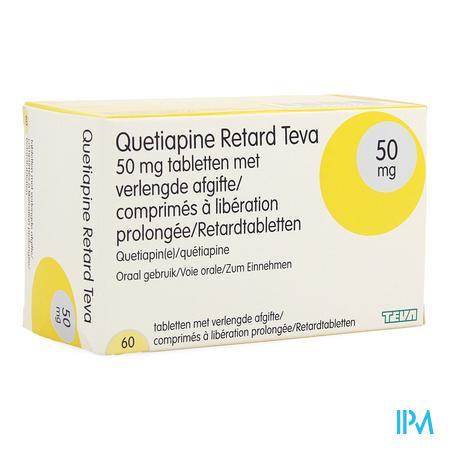 Quetiapine Retard Teva
50 mg tabletten met
verlengde afgifte/
comprimés à libération
prolongée/Retardtabletten
Quetiapin(e)/quétiapine
Oraal gebruik/Voie orale/Zum Einnehmen
50
mg
60
tabletten met verlengde afgifte/
comprimés à libération prolongée/Retardtabletten
TEVA
Quetiapine Retard Teva
50
mg
60
IPM